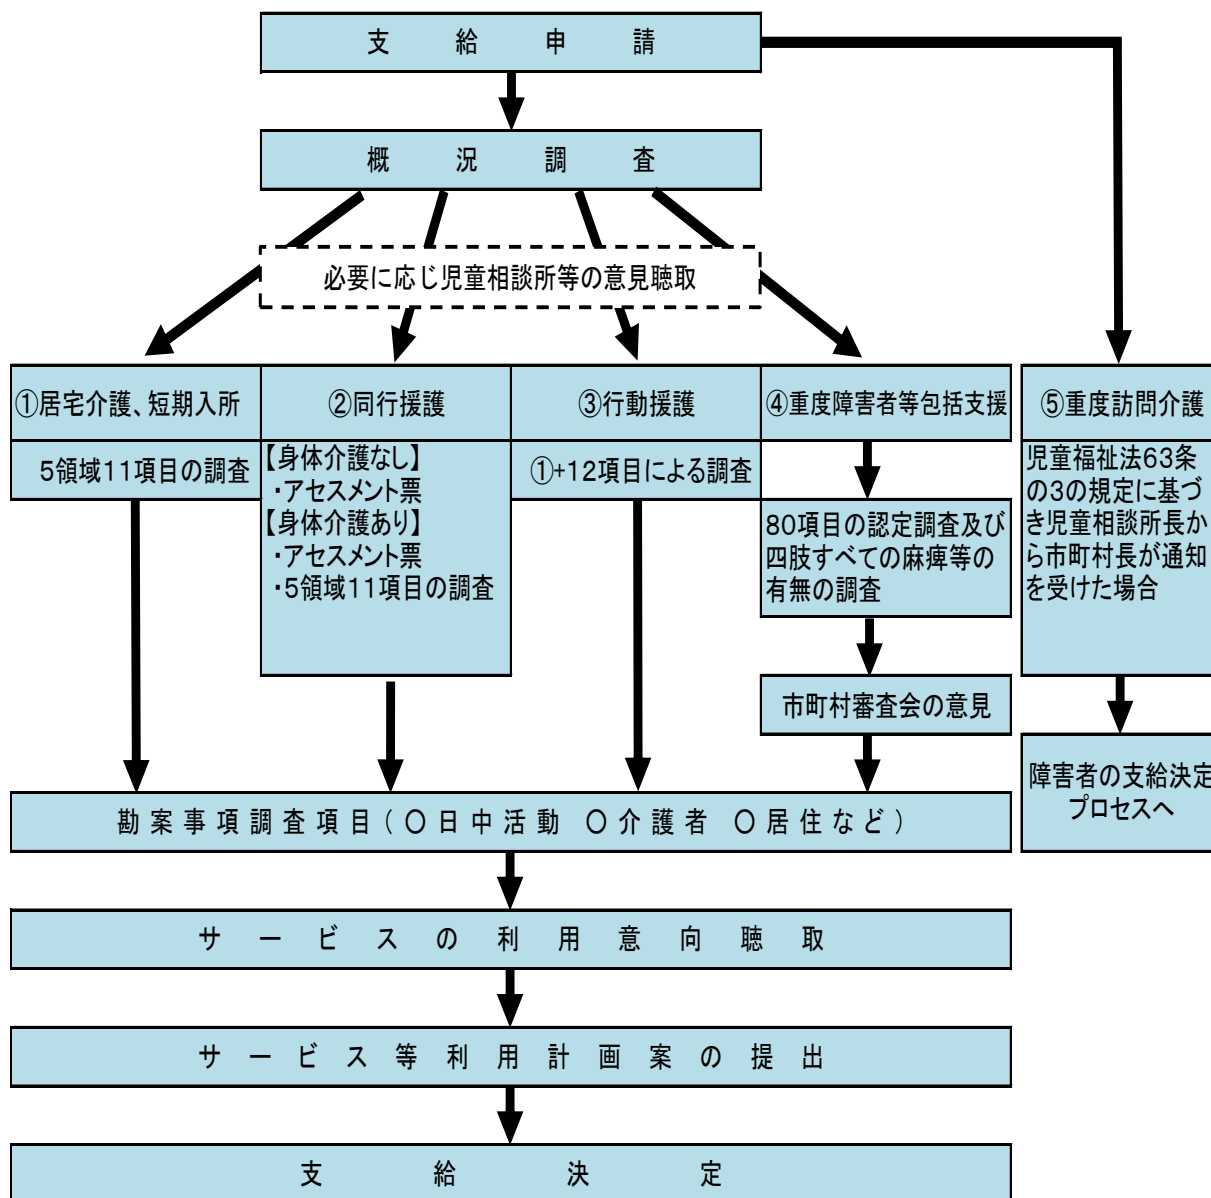 支給申請
概況調査
必要に応じ児童相談所等の意見聴取
①居宅介護、短期入所
5領域11項目の調査
②同行援護
【身体介護なし】
・アセスメント票
【身体介護あり】
・アセスメント票
・5領域11項目の調査
③行動援護
①+12項目による調査
④重度障害者等包括支援
80項目の認定調査及び
四肢すべての麻痺等の
有無の調査
市町村審査会の意見
⑤重度訪問介護
児童福祉法63条
の3の規定に基づ
き児童相談所長か
ら市町村長が通知
を受けた場合
障害者の支給決定
プロセスへ
勘案事項調査項目(〇日中活動 〇介護者 〇居住など)
サービスの利用意向聴取
サービス等利用計画案の提出
支給決定